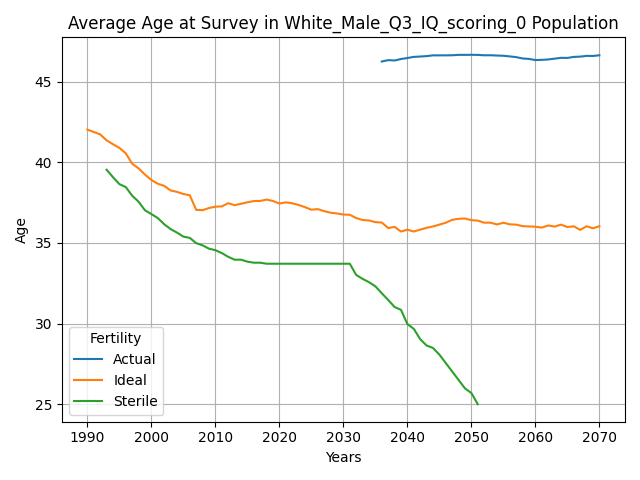 Average Age at Survey in White_Male_Q3_IQ_scoring_0 Population
45
40
35
30
25
Age
Fertility
Actual
Ideal
Sterile
1990 2000 2010 2020 2030 2040 2050 2060 2070
Years